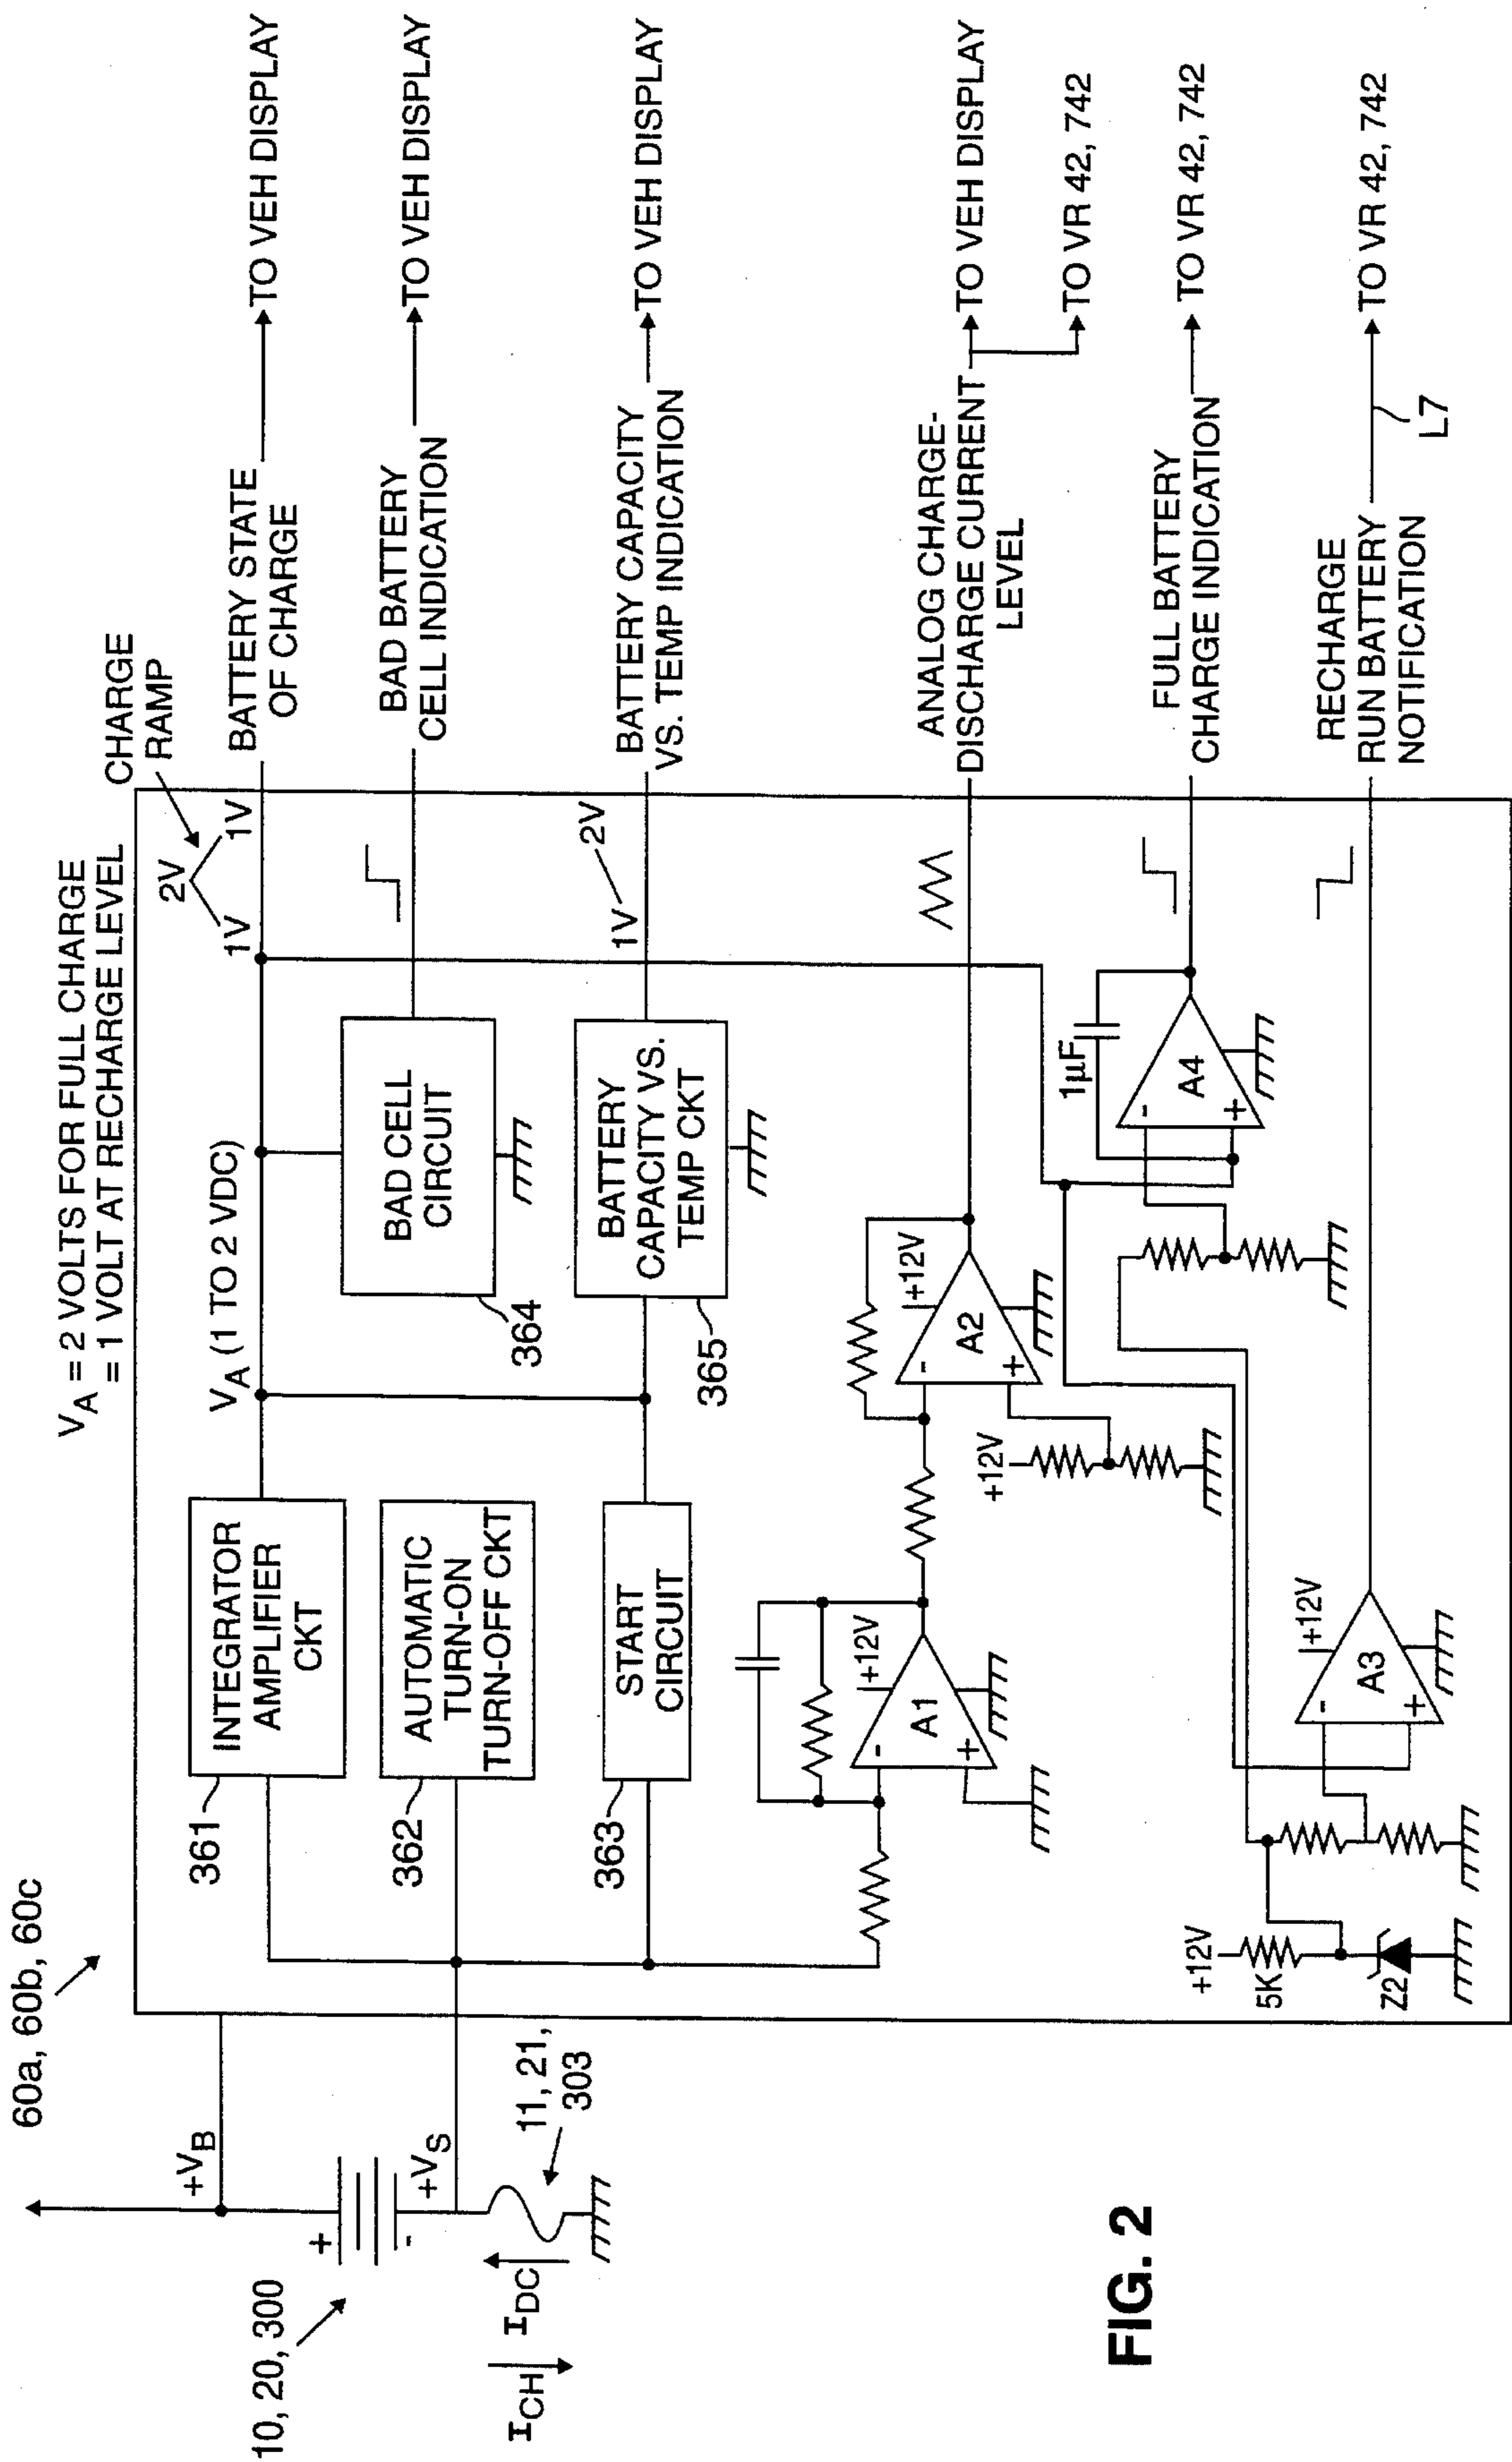 60a, 60b, 60c
10, 20, 300
+
-
+VB
+VS
11, 21,
303
ICH
IDC
VA = 2 VOLTS FOR FULL CHARGE
= 1 VOLT AT RECHARGE LEVEL
VA (1 TO 2 VDC)
1V
2V
1V
CHARGE
RAMP
361
INTEGRATOR
AMPLIFIER
CKT
362
AUTOMATIC
TURN-ON
TURN-OFF CKT
363
START
CIRCUIT
BAD CELL
CIRCUIT
364
BATTERY
CAPACITY VS.
TEMP CKT
365
1V
2V
-
+
A1
+12V
-
+
A2
+12V
+12V
1µF
-
+
A4
+12V
5K
Z2
-
+
A3
+12V
BATTERY STATE
OF CHARGE
TO VEH DISPLAY
BAD BATTERY
CELL INDICATION
TO VEH DISPLAY
BATTERY CAPACITY
VS. TEMP INDICATION
TO VEH DISPLAY
ANALOG CHARGE-
DISCHARGE CURRENT
LEVEL
TO VEH DISPLAY
TO VR 42, 742
FULL BATTERY
CHARGE INDICATION
TO VR 42, 742
RECHARGE
RUN BATTERY
NOTIFICATION
L7
TO VR 42, 742
FIG. 2